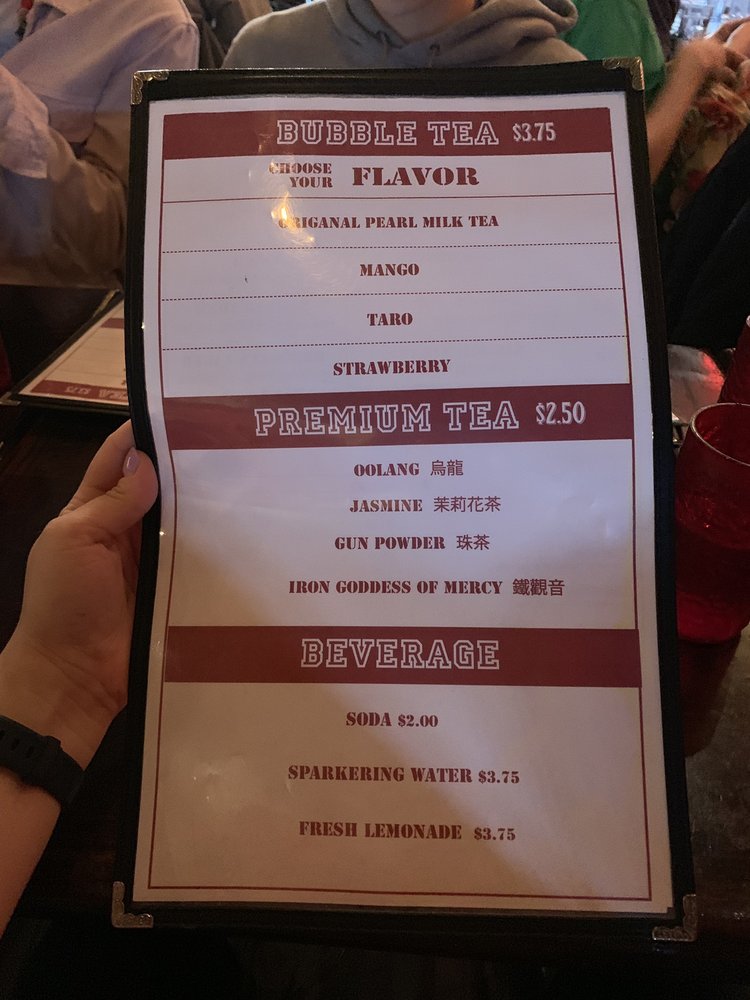 BUBBLE TEA $3.75
CHOOSE YOUR FLAVOR
ORIGANAL PEARL MILK TEA
MANGO
TARO
STRAWBERRY
PREMIUM TEA $2.50
OOLANG 烏龍
JASMINE 茉莉花茶
GUN POWDER 珠茶
IRON GODDESS OF MERCY 鐵觀音
BEVERAGE
SODA $2.00
SPARKERING WATER $3.75
FRESH LEMONADE $3.75
$3.75